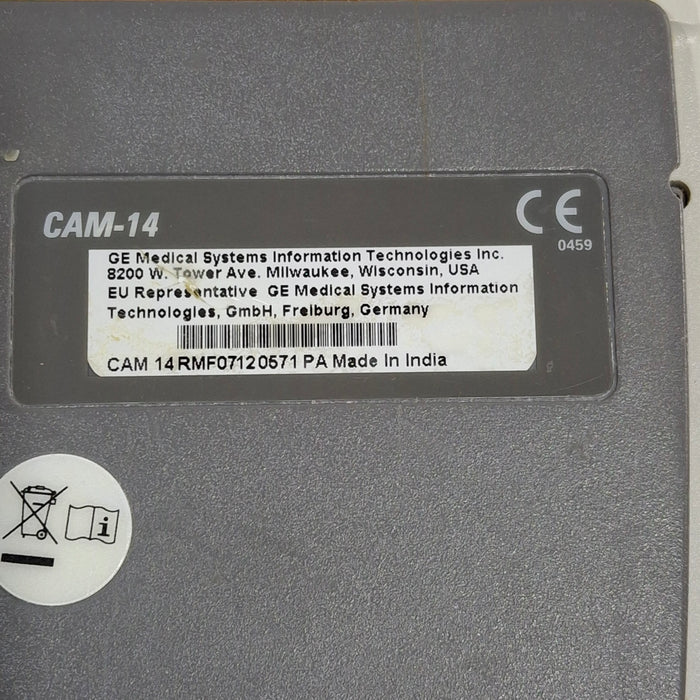 CAM-14
CE
0459
GE Medical Systems Information Technologies Inc.
8200 W. Tower Ave. Milwaukee, Wisconsin, USA
EU Representative GE Medical Systems Information
Technologies, GmbH, Freiburg, Germany
CAM 14 RMF07120571 PA Made In India
i